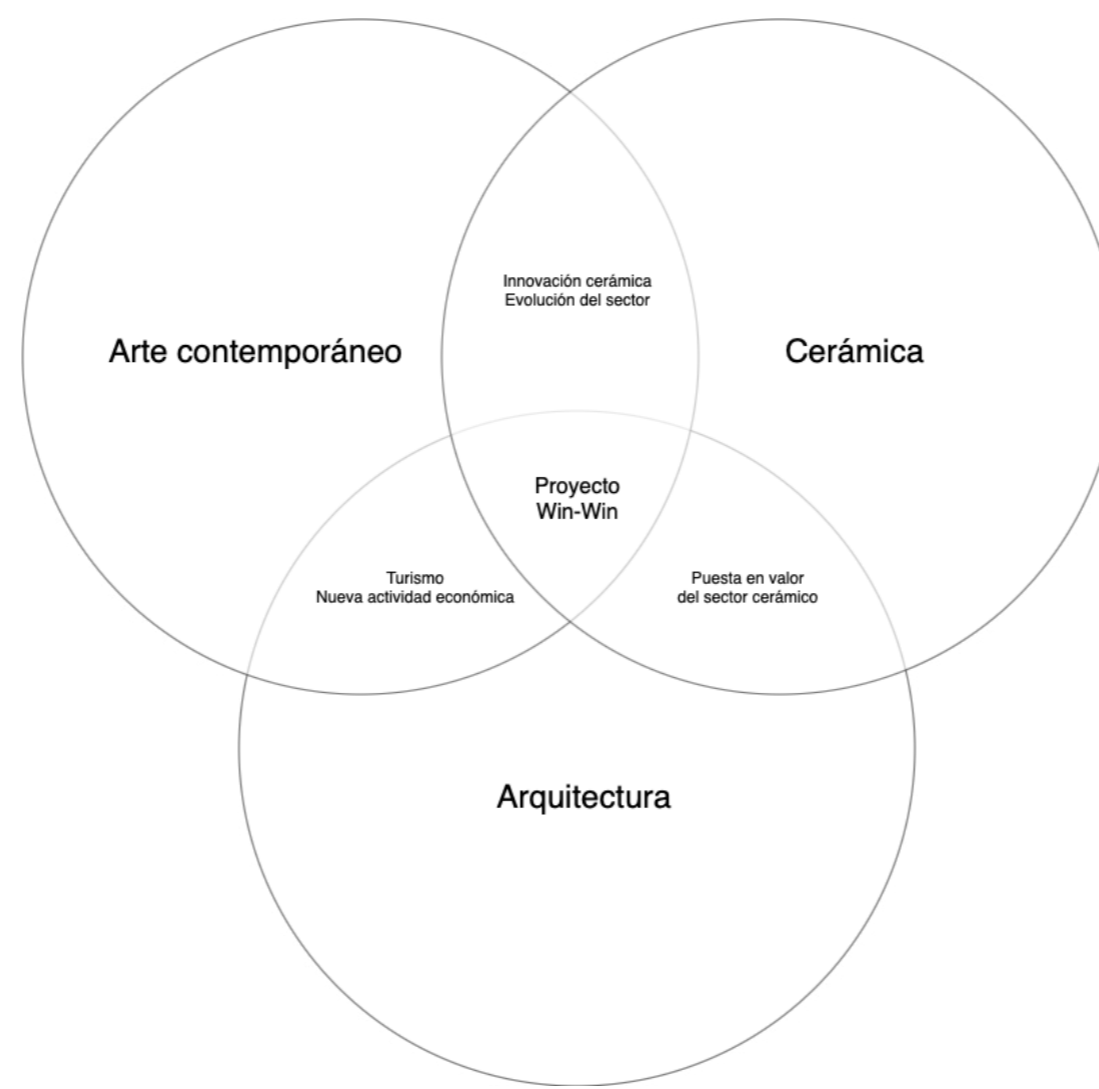 Innovación cerámica
Evolución del sector
Arte contemporáneo
Cerámica
Proyecto
Win-Win
Turismo
Nueva actividad económica
Puesta en valor
del sector cerámico
Arquitectura